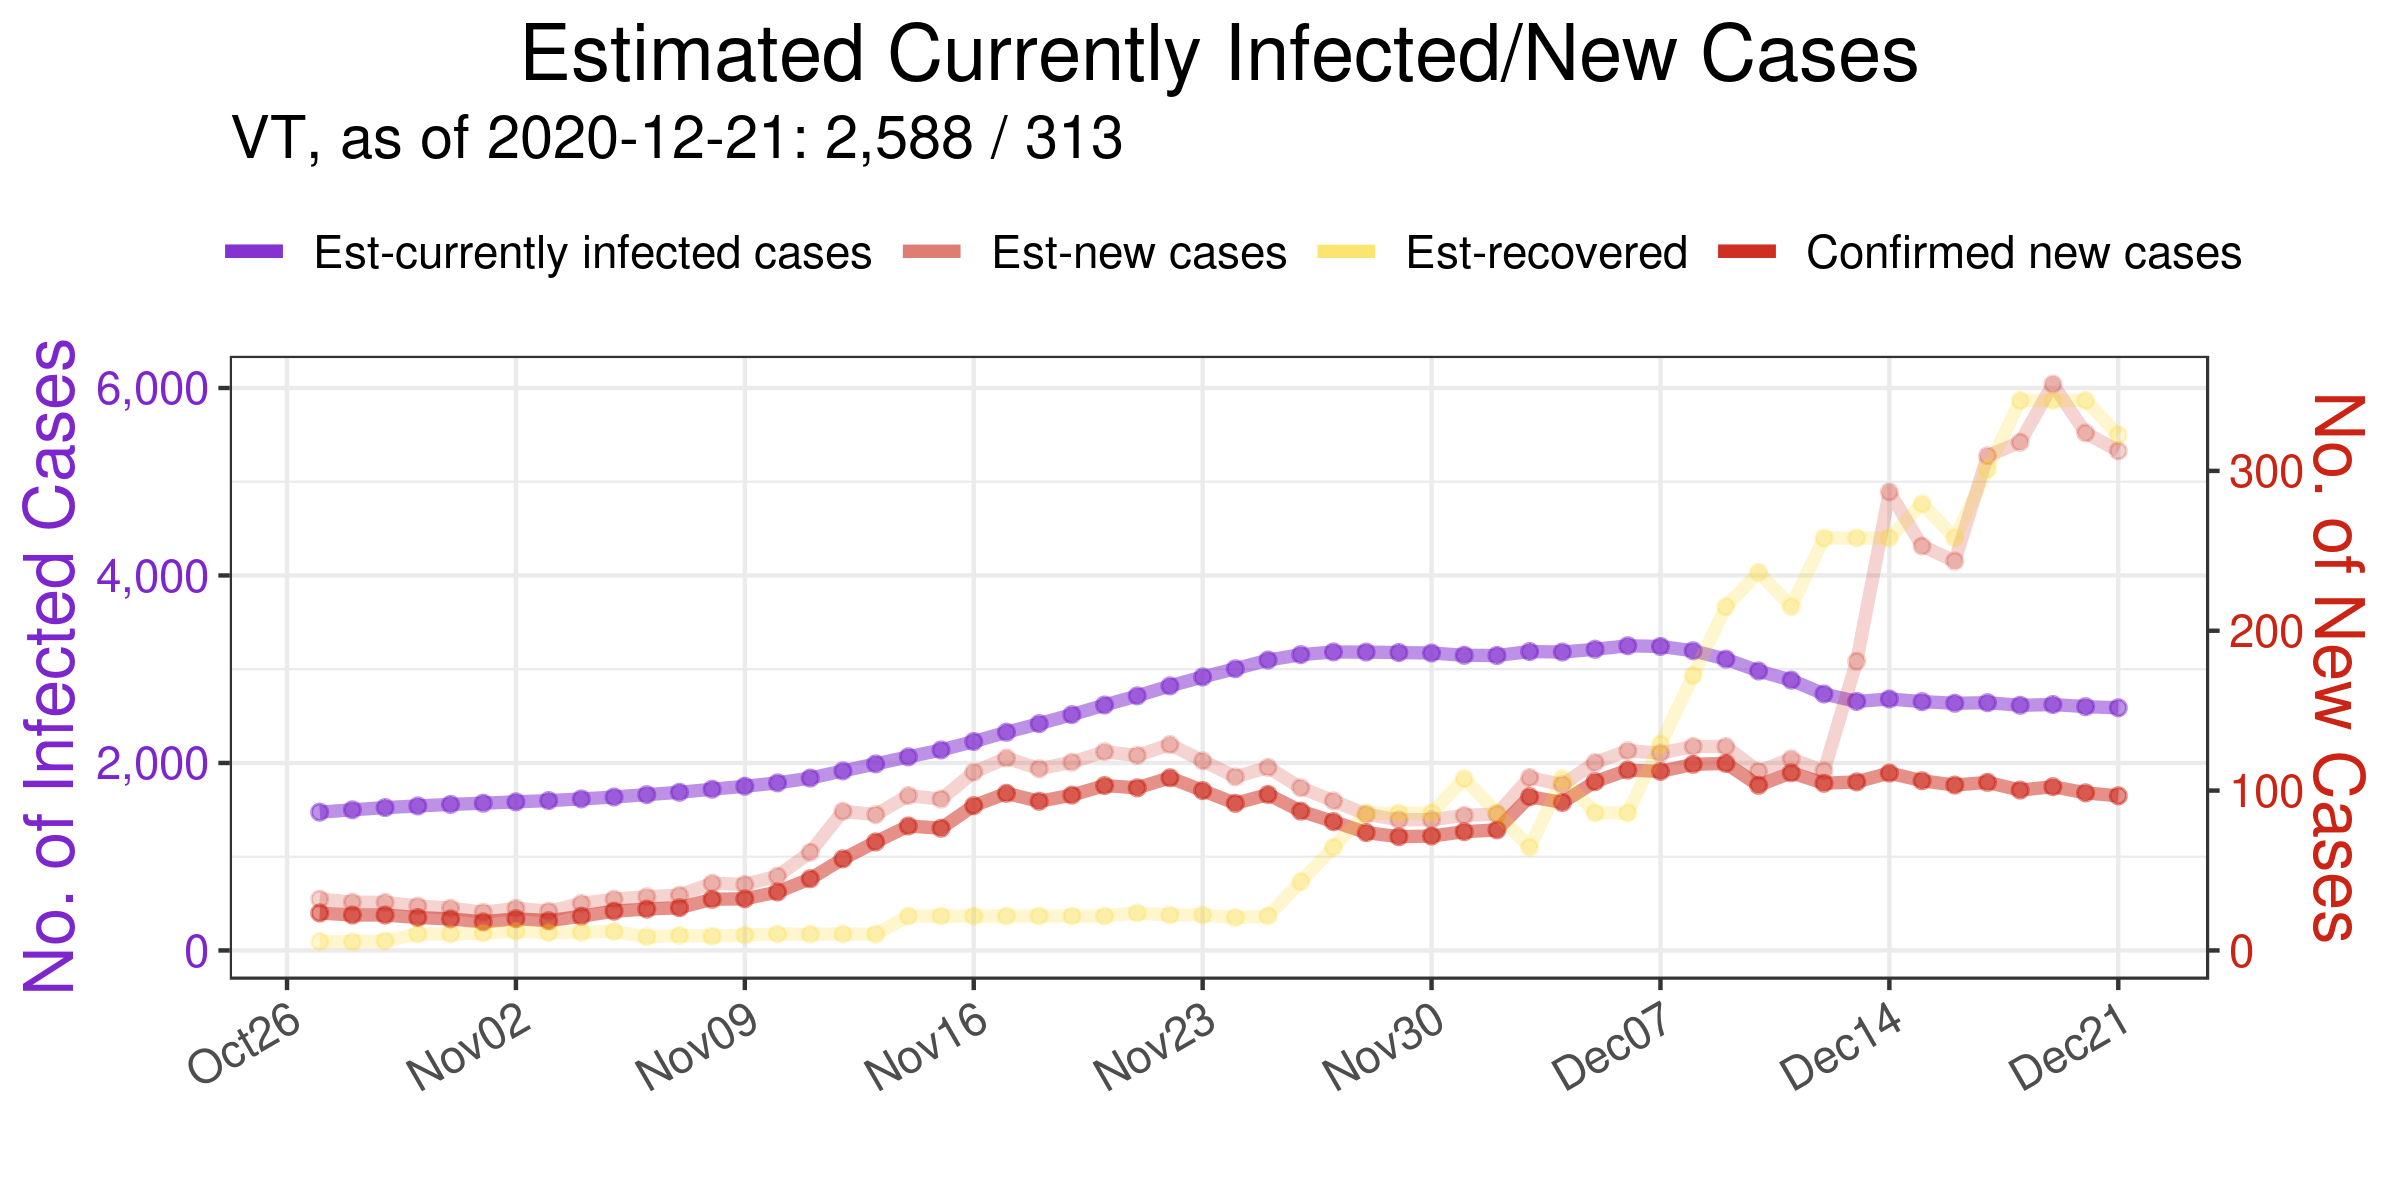 Estimated Currently Infected/New Cases
VT, as of 2020-12-21: 2,588 / 313
Est-currently infected cases Est-new cases Est-recovered Confirmed new cases
No. of Infected Cases
6,000
4,000
2,000
0
300
200
100
0
No. of New Cases
Oct26 Nov02 Nov09 Nov16 Nov23 Nov30 Dec07 Dec14 Dec21